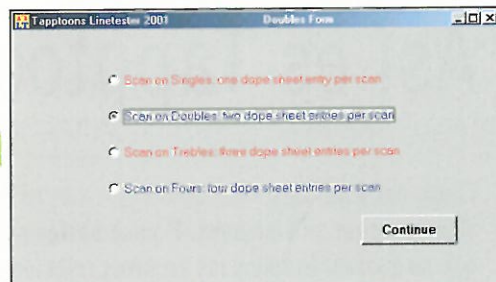 Tapptoons Linetester 2001 Doubles Form
Scan on Singles: one dope sheet entry per scan
Scan on Doubles: two dope sheet entries per scan
Scan on Trebles: three dope sheet entries per scan
Scan on Fours: four dope sheet entries per scan
Continue